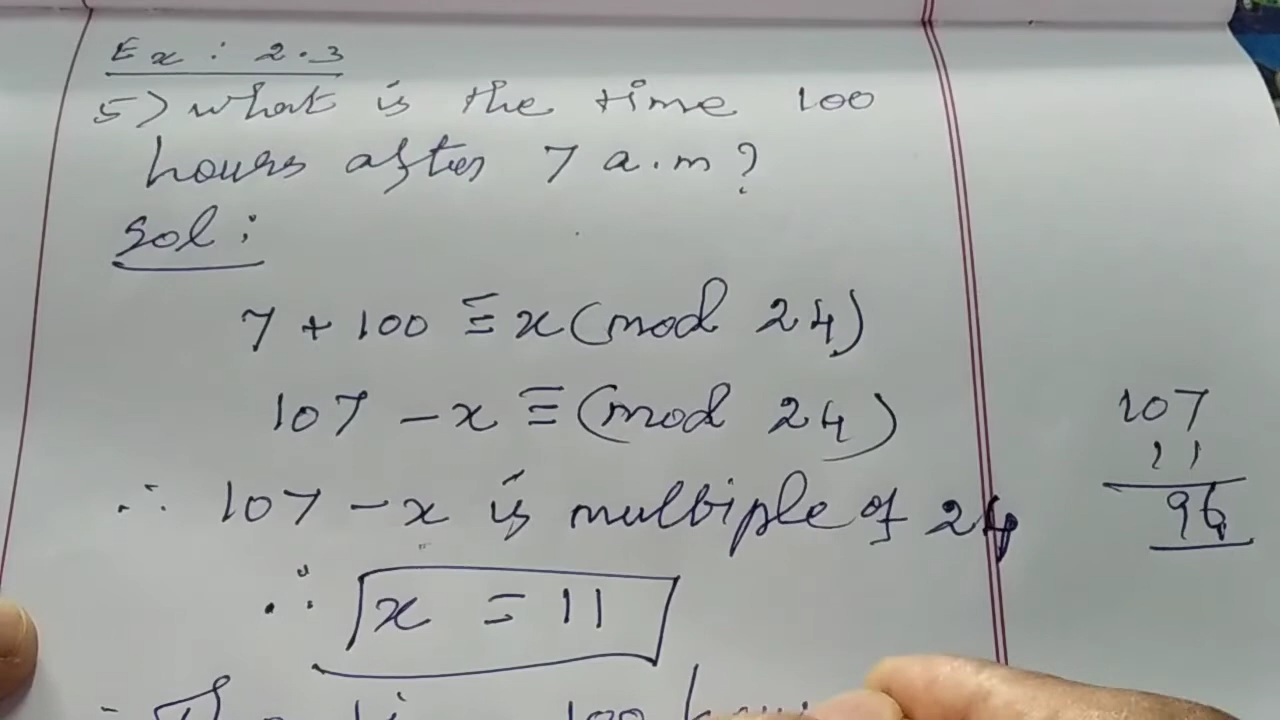 Ex : 2.3
5) what is the time 100
hours after 7 a.m?
Sol :
7 + 100 ≡ x (mod 24)
107 - x ≡ (mod 24)
∴ 107 - x is multiple of 24
∴ x = 11
100
107
11
96